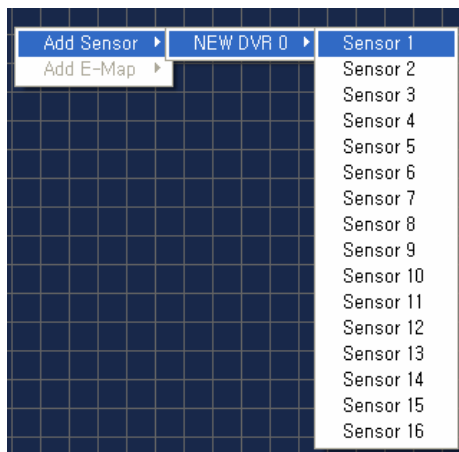 Add Sensor
Add E-Map
NEW DVR 0
Sensor 1
Sensor 2
Sensor 3
Sensor 4
Sensor 5
Sensor 6
Sensor 7
Sensor 8
Sensor 9
Sensor 10
Sensor 11
Sensor 12
Sensor 13
Sensor 14
Sensor 15
Sensor 16